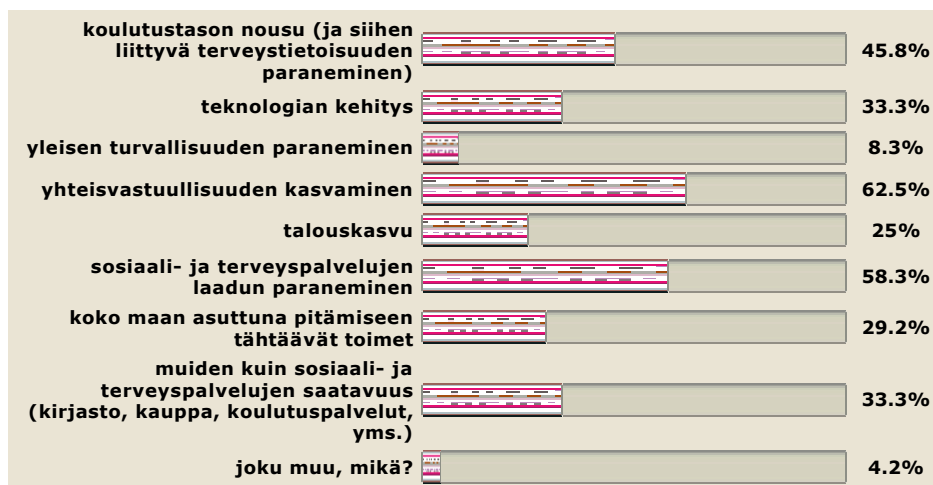 koulutustason nousu (ja siihen
liittyvä terveystietoisuuden
paraneminen)
45.8%
teknologian kehitys
33.3%
yleisen turvallisuuden paraneminen
8.3%
yhteisvastuullisuuden kasvaminen
62.5%
talouskasvu
25%
sosiaali- ja terveyspalvelujen
laadun paraneminen
58.3%
koko maan asuttuna pitämiseen
tähtäävät toimet
29.2%
muiden kuin sosiaali- ja
terveyspalvelujen saatavuus
(kirjasto, kauppa, koulutuspalvelut,
yms.)
33.3%
joku muu, mikä?
4.2%